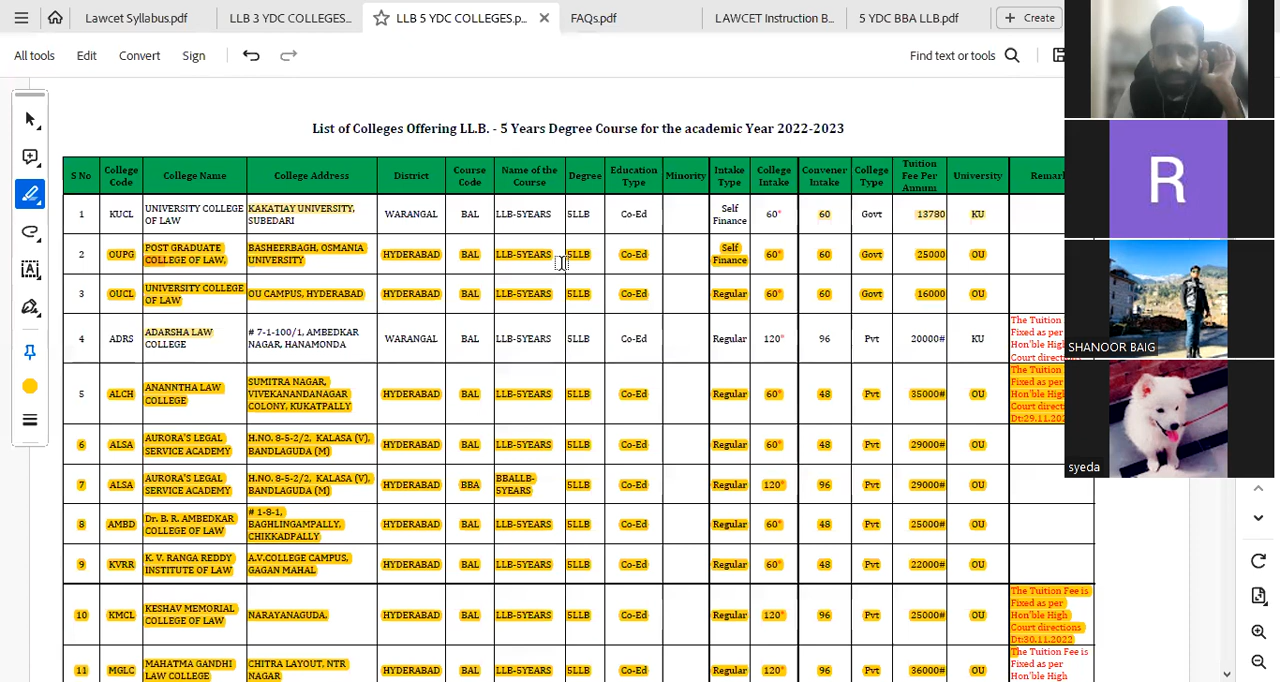 Lawcet Syllabus.pdf LLB 3 YDC COLLEGES... LLB 5 YDC COLLEGES.p... FAQs.pdf LAWCET Instruction B... 5 YDC BBA LLB.pdf Create
All tools Edit Convert Sign Find text or tools
List of Colleges Offering LL.B. - 5 Years Degree Course for the academic Year 2022-2023
S No College Code College Name College Address District Course Code Name of the Course Degree Education Type Minority Intake Type College Intake Convener Intake College Type Tuition Fee Per Annum University Remark
1 KUCL UNIVERSITY COLLEGE OF LAW KAKATIYA UNIVERSITY, SUBEDARI WARANGAL BAL LLB-5YEARS 5LLB Co-Ed Self Finance 60* 60 Govt 13780 KU
2 OUPG POST GRADUATE COLLEGE OF LAW, BASHEERBAGH, OSMANIA UNIVERSITY HYDERABAD BAL LLB-5YEARS 5LLB Co-Ed Self Finance 60* 60 Govt 25000 OU
3 OUCL UNIVERSITY COLLEGE OF LAW OU CAMPUS, HYDERABAD HYDERABAD BAL LLB-5YEARS 5LLB Co-Ed Regular 60* 60 Govt 16000 OU
4 ADRS ADARSHA LAW COLLEGE # 7-1-100/1, AMBEDKAR NAGAR, HANAMONDA WARANGAL BAL LLB-5YEARS 5LLB Co-Ed Regular 120* 96 Pvt 20000# KU The Tuition Fixed as per Hon'ble High Court directions
5 ALCH ANANNTHA LAW COLLEGE SUMITRA NAGAR, VIVEKANANDANAGAR COLONY, KUKATPALLY HYDERABAD BAL LLB-5YEARS 5LLB Co-Ed Regular 60* 48 Pvt 35000# OU The Tuition Fixed as per Hon'ble High Court directions Dt:29.11.2022
6 ALSA AURORA'S LEGAL SERVICE ACADEMY H.NO. 8-5-2/2, KALASA (V), BANDLAGUDA (M) HYDERABAD BAL LLB-5YEARS 5LLB Co-Ed Regular 60* 48 Pvt 29000# OU
7 ALSA AURORA'S LEGAL SERVICE ACADEMY H.NO. 8-5-2/2, KALASA (V), BANDLAGUDA (M) HYDERABAD BBA BBALLB-5YEARS 5LLB Co-Ed Regular 120* 96 Pvt 29000# OU
8 AMBD Dr. B. R. AMBEDKAR COLLEGE OF LAW # 1-8-1, BAGHLINGAMPALLY, CHIKKADPALLY HYDERABAD BAL LLB-5YEARS 5LLB Co-Ed Regular 60* 48 Pvt 25000# OU
9 KVRR K. V. RANGA REDDY INSTITUTE OF LAW A.V.COLLEGE CAMPUS, GAGAN MAHAL HYDERABAD BAL LLB-5YEARS 5LLB Co-Ed Regular 60* 48 Pvt 22000# OU
10 KMCL KESHAV MEMORIAL COLLEGE OF LAW NARAYANAGUDA, HYDERABAD BAL LLB-5YEARS 5LLB Co-Ed Regular 120* 96 Pvt 25000# OU The Tuition Fee is Fixed as per Hon'ble High Court directions Dt:30.11.2022
11 MGLC MAHATMA GANDHI LAW COLLEGE CHITRA LAYOUT, NTR NAGAR HYDERABAD BAL LLB-5YEARS 5LLB Co-Ed Regular 120* 96 Pvt 36000# OU The Tuition Fee is Fixed as per Hon'ble High
R
SHANOOR BAIG
syeda